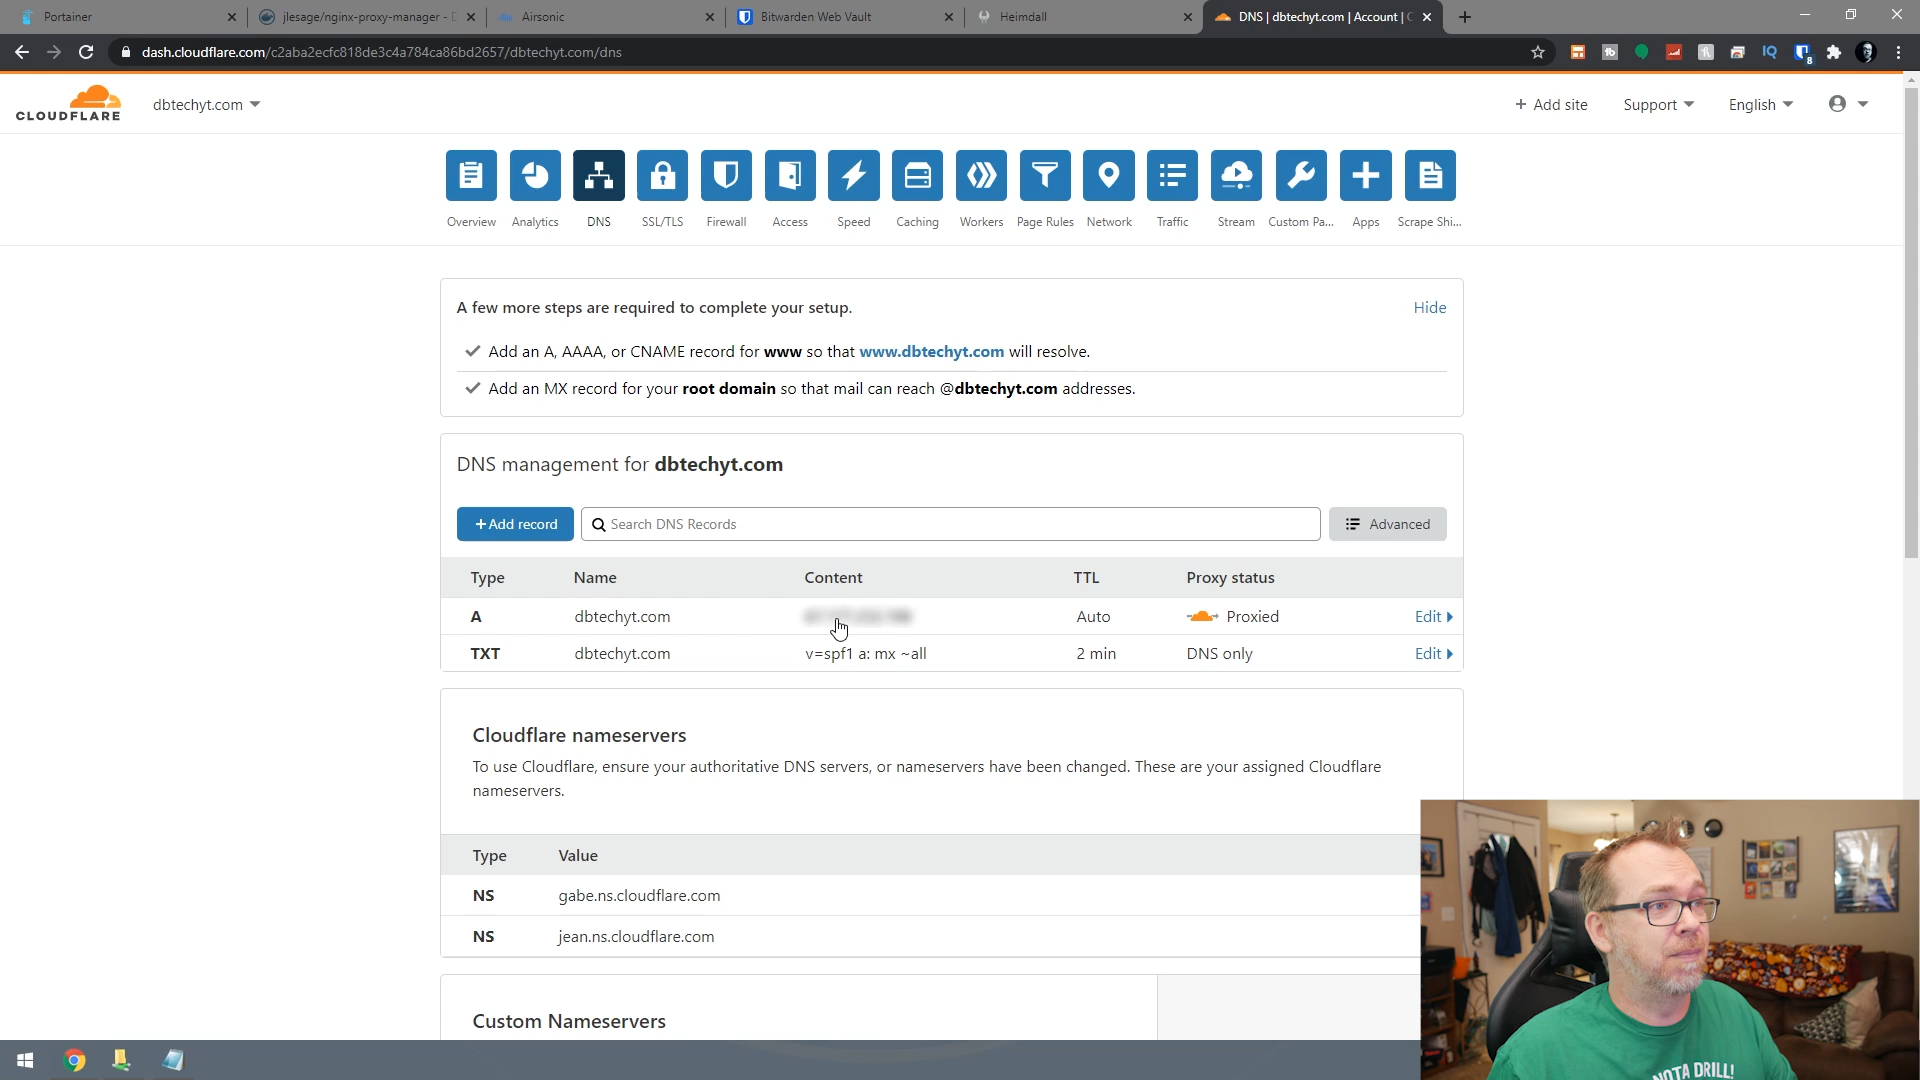 Portainer
jlesage/nginx-proxy-manager - D
Airsonic
Bitwarden Web Vault
Heimdall
DNS | dbtechyt.com | Account | C
dash.cloudflare.com/c2aba2ecfc818de3c4a784ca86bd2657/dbtechyt.com/dns
CLOUDFLARE
dbtechyt.com
+ Add site
Support
English
Overview
Analytics
DNS
SSL/TLS
Firewall
Access
Speed
Caching
Workers
Page Rules
Network
Traffic
Stream
Custom Pa...
Apps
Scrape Shi...
A few more steps are required to complete your setup.
Hide
Add an A, AAAA, or CNAME record for www so that www.dbtechyt.com will resolve.
Add an MX record for your root domain so that mail can reach @dbtechyt.com addresses.
DNS management for dbtechyt.com
+Add record
Search DNS Records
Advanced
Type Name Content TTL Proxy status
A dbtechyt.com Auto Proxied Edit
TXT dbtechyt.com v=spf1 a: mx ~all 2 min DNS only Edit
Cloudflare nameservers
To use Cloudflare, ensure your authoritative DNS servers, or nameservers have been changed. These are your assigned Cloudflare
nameservers.
Type Value
NS gabe.ns.cloudflare.com
NS jean.ns.cloudflare.com
Custom Nameservers
NOTA DRILL!